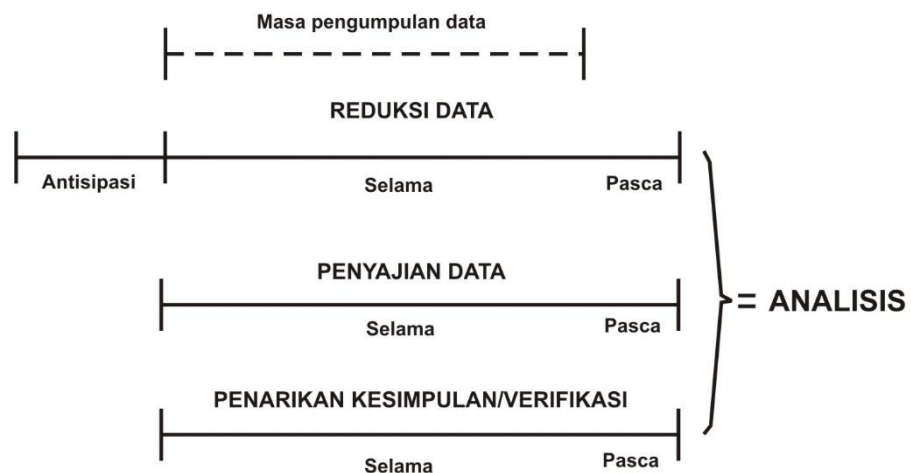 Masa pengumpulan data
REDUKSI DATA
Antisipasi Selama Pasca
PENYAJIAN DATA
Selama Pasca
= ANALISIS
PENARIKAN KESIMPULAN/VERIFIKASI
Selama Pasca